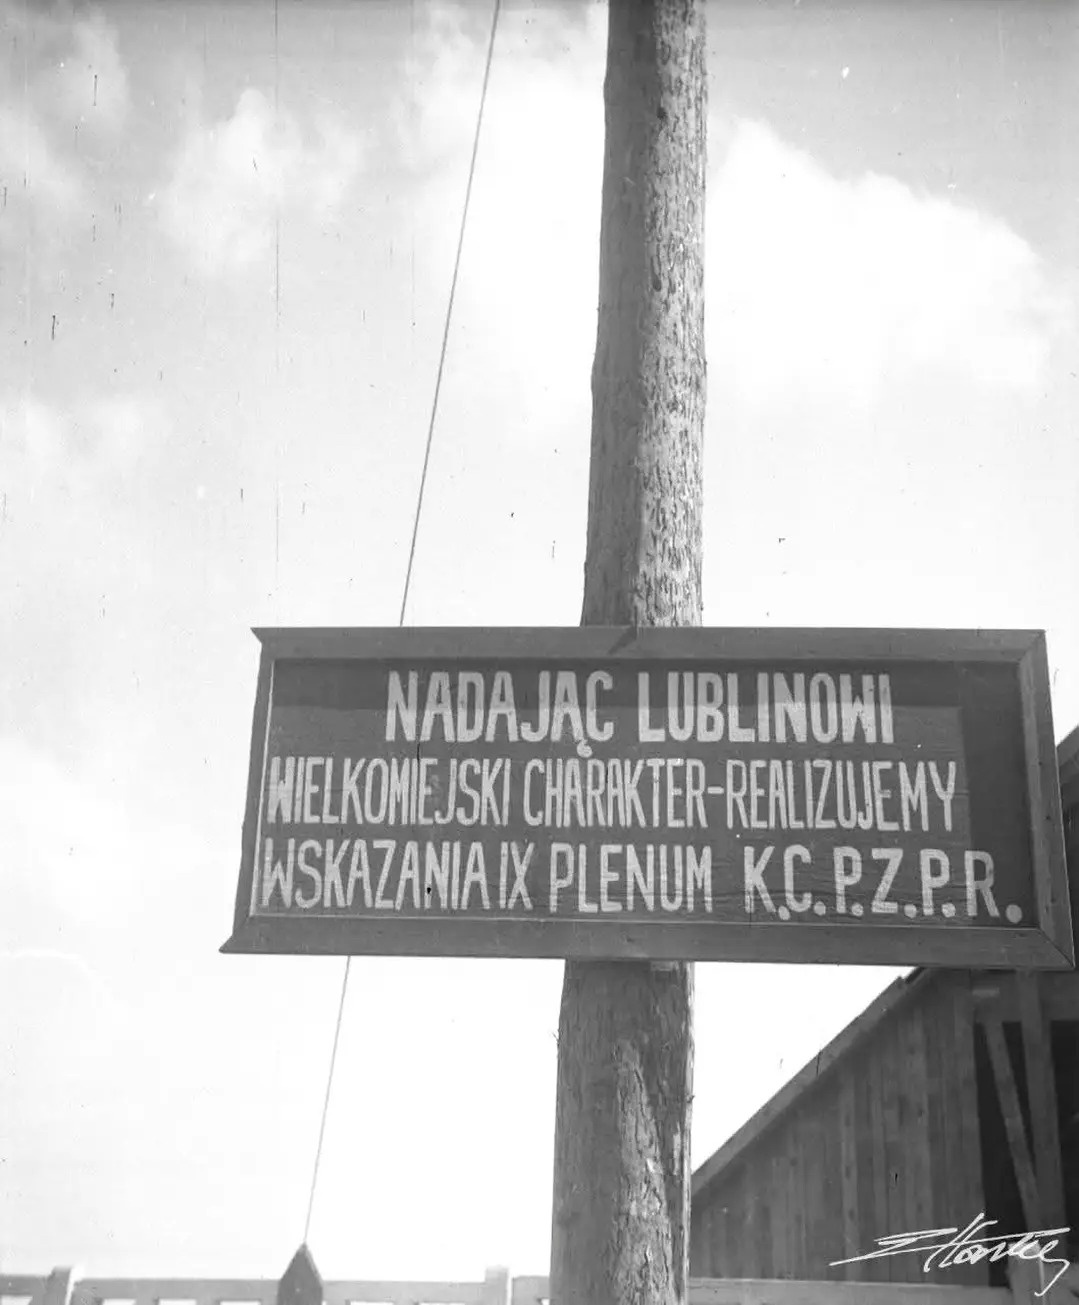 NADAJĄC LUBLINOWI
WIELKOMIEJSKI CHARAKTER-REALIZUJEMY
WSKAZANIA IX PLENUM K.C.P.Z.P.R.